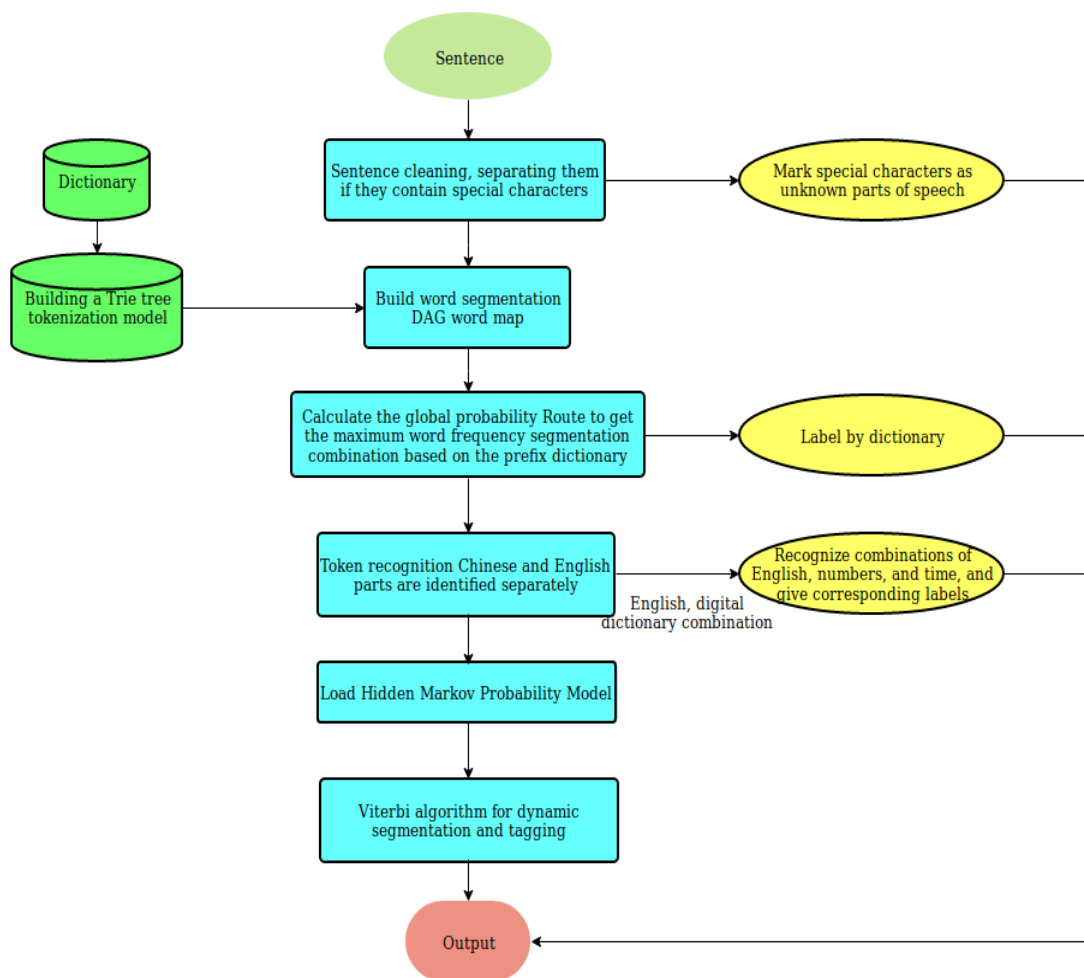 Sentence
Sentence cleaning, separating them
if they contain special characters
Mark special characters as
unknown parts of speech
Dictionary
Building a Trie tree
tokenization model
Build word segmentation
DAG word map
Calculate the global probability Route to get
the maximum word frequency segmentation
combination based on the prefix dictionary
Label by dictionary
Token recognition Chinese and English
parts are identified separately
English, digital
dictionary combination
Recognize combinations of
English, numbers, and time, and
give corresponding labels
Load Hidden Markov Probability Model
Viterbi algorithm for dynamic
segmentation and tagging
Output